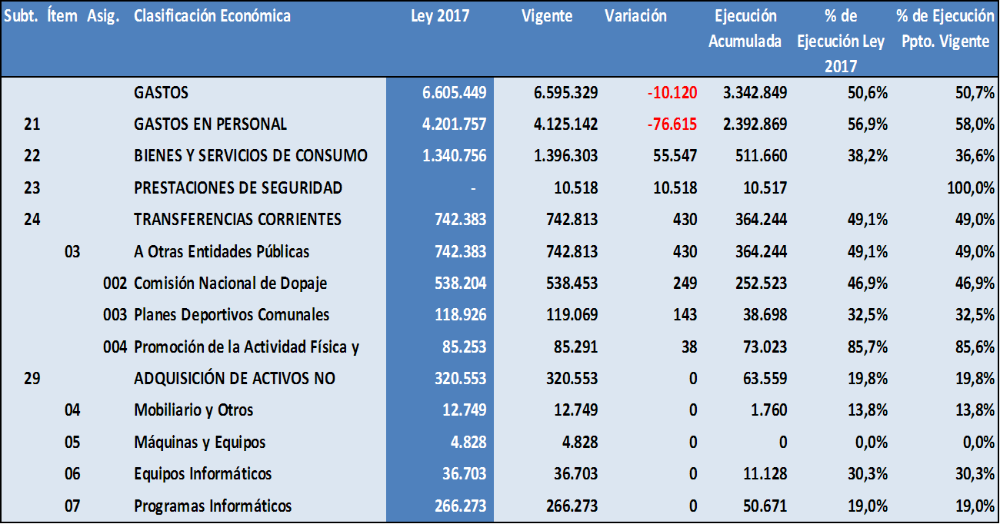 Subt. Ítem Asig. Clasificación Económica Ley 2017 Vigente Variación Ejecución Acumulada % de Ejecución Ley 2017 % de Ejecución Ppto. Vigente
GASTOS 6.605.449 6.595.329 -10.120 3.342.849 50,6% 50,7%
21 GASTOS EN PERSONAL 4.201.757 4.125.142 -76.615 2.392.869 56,9% 58,0%
22 BIENES Y SERVICIOS DE CONSUMO 1.340.756 1.396.303 55.547 511.660 38,2% 36,6%
23 PRESTACIONES DE SEGURIDAD - 10.518 10.518 10.517 100,0%
24 TRANSFERENCIAS CORRIENTES 742.383 742.813 430 364.244 49,1% 49,0%
03 A Otras Entidades Públicas 742.383 742.813 430 364.244 49,1% 49,0%
002 Comisión Nacional de Dopaje 538.204 538.453 249 252.523 46,9% 46,9%
003 Planes Deportivos Comunales 118.926 119.069 143 38.698 32,5% 32,5%
004 Promoción de la Actividad Física y 85.253 85.291 38 73.023 85,7% 85,6%
29 ADQUISICIÓN DE ACTIVOS NO 320.553 320.553 0 63.559 19,8% 19,8%
04 Mobiliario y Otros 12.749 12.749 0 1.760 13,8% 13,8%
05 Máquinas y Equipos 4.828 4.828 0 0 0,0% 0,0%
06 Equipos Informáticos 36.703 36.703 0 11.128 30,3% 30,3%
07 Programas Informáticos 266.273 266.273 0 50.671 19,0% 19,0%